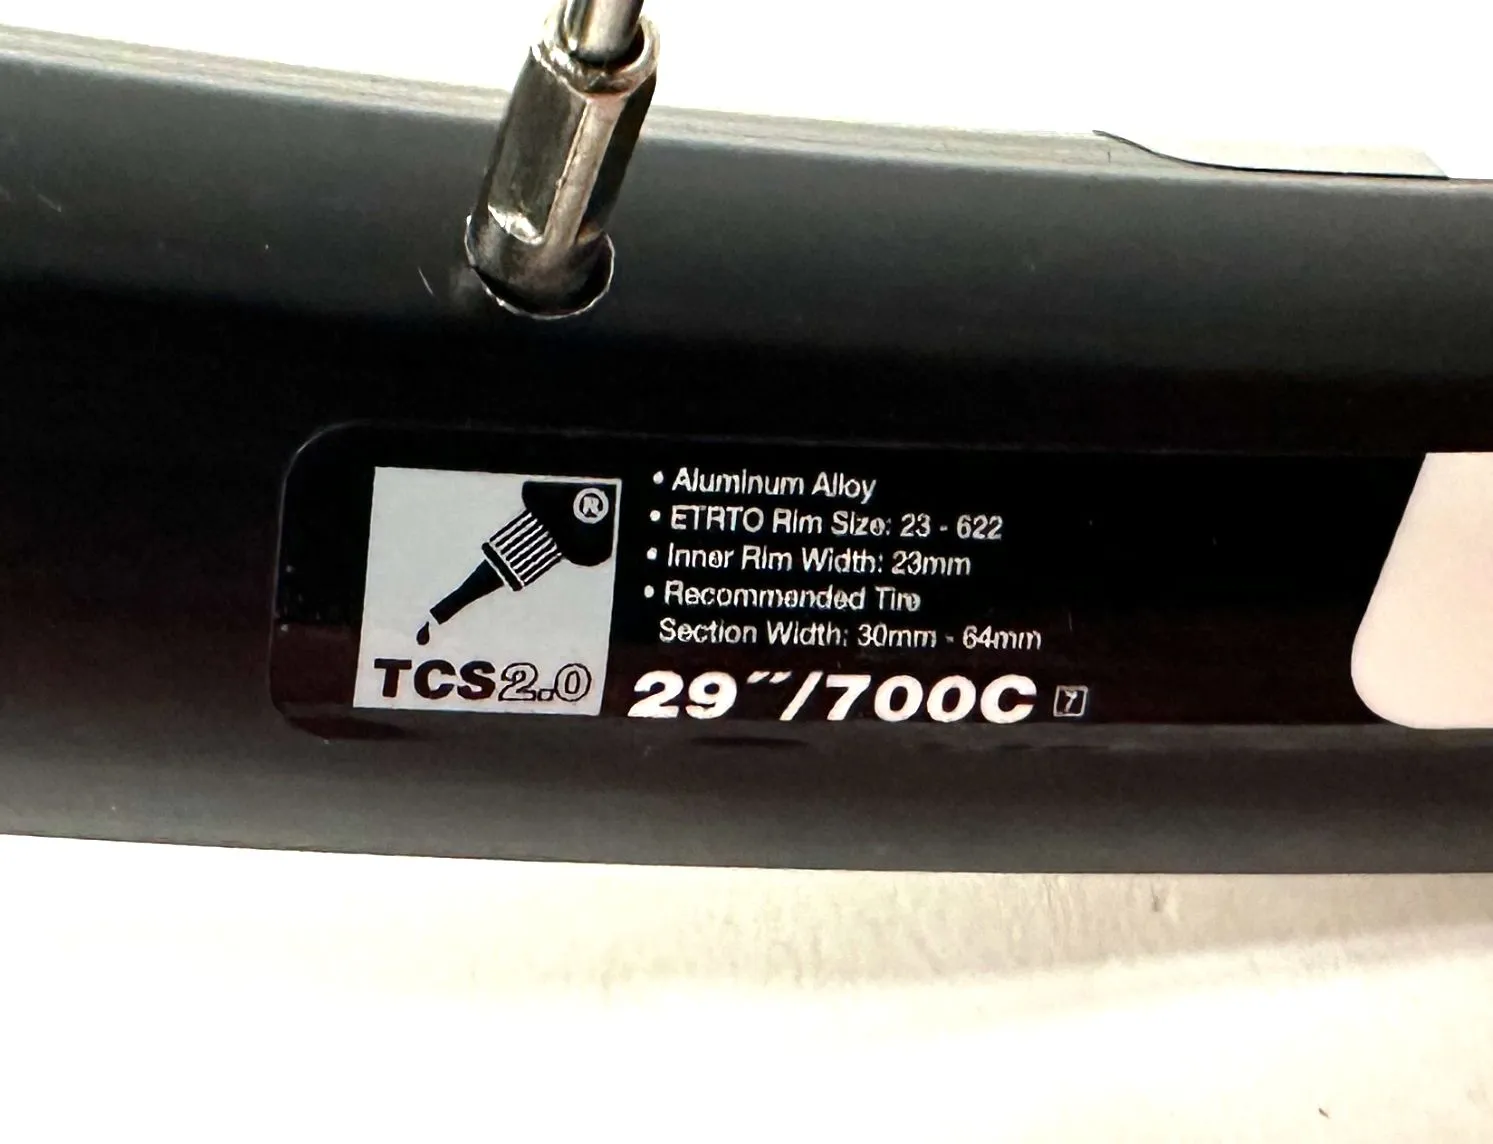 ®
TCS2.0
• Aluminum Alloy
• ETRTO Rim Size: 23 - 622
• Inner Rim Width: 23mm
• Recommended Tire
Section Width: 30mm - 64mm
29″/700C